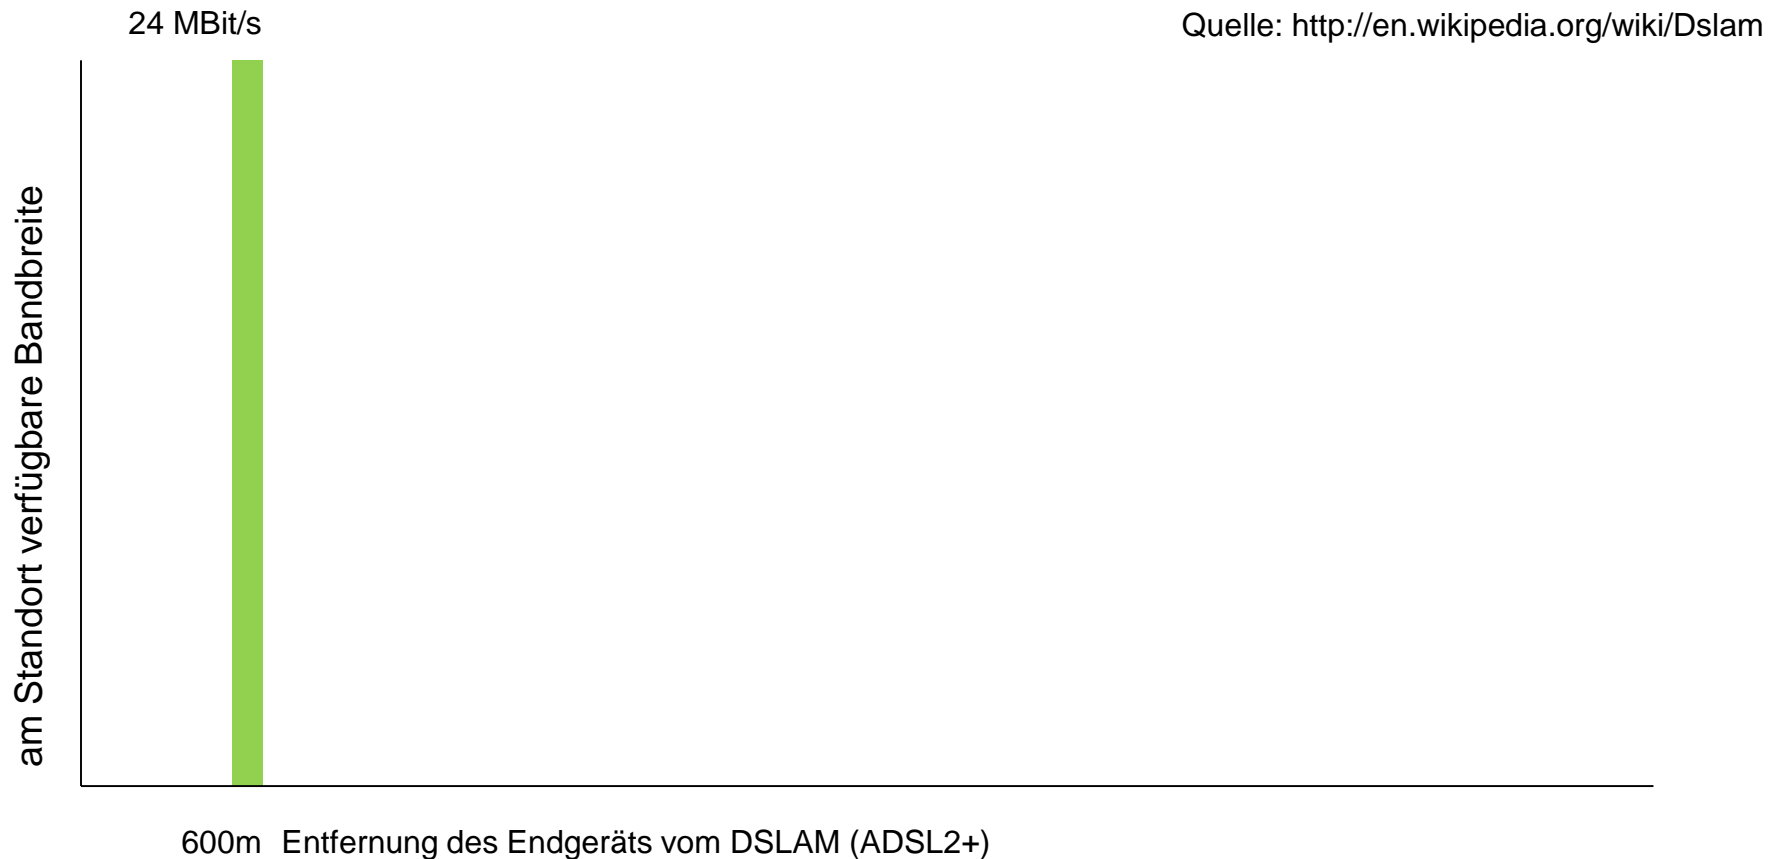 24 MBit/s
Quelle: http://en.wikipedia.org/wiki/Dslam
am Standort verfügbare Bandbreite
600m Entfernung des Endgeräts vom DSLAM (ADSL2+)